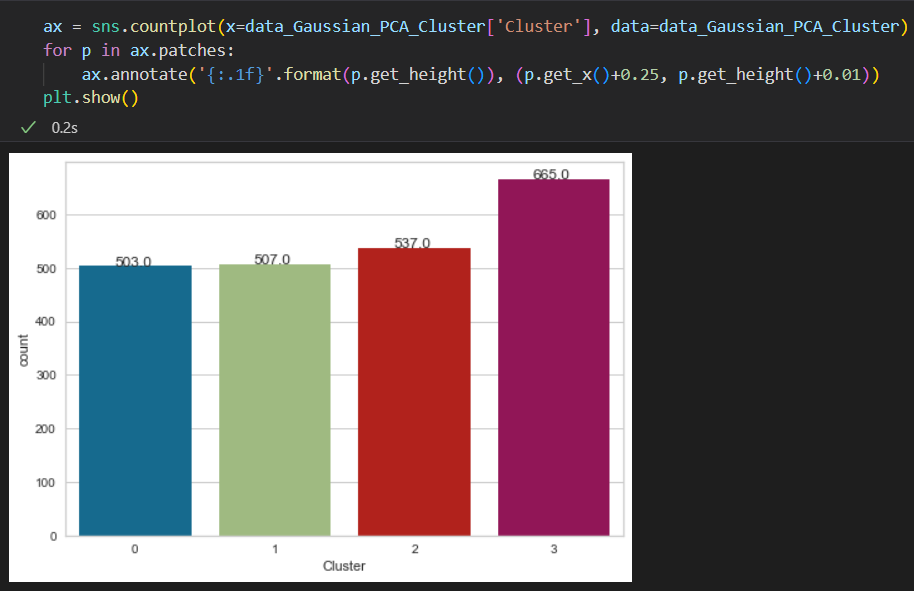 ax = sns.countplot(x=data_Gaussian_PCA_Cluster['Cluster'], data=data_Gaussian_PCA_Cluster)
for p in ax.patches:
    ax.annotate('{:.1f}'.format(p.get_height()), (p.get_x()+0.25, p.get_height()+0.01))
plt.show()
0.2s
665.0
600
537.0
503.0
507.0
500
400
count
300
200
100
0
0 1 2 3
Cluster